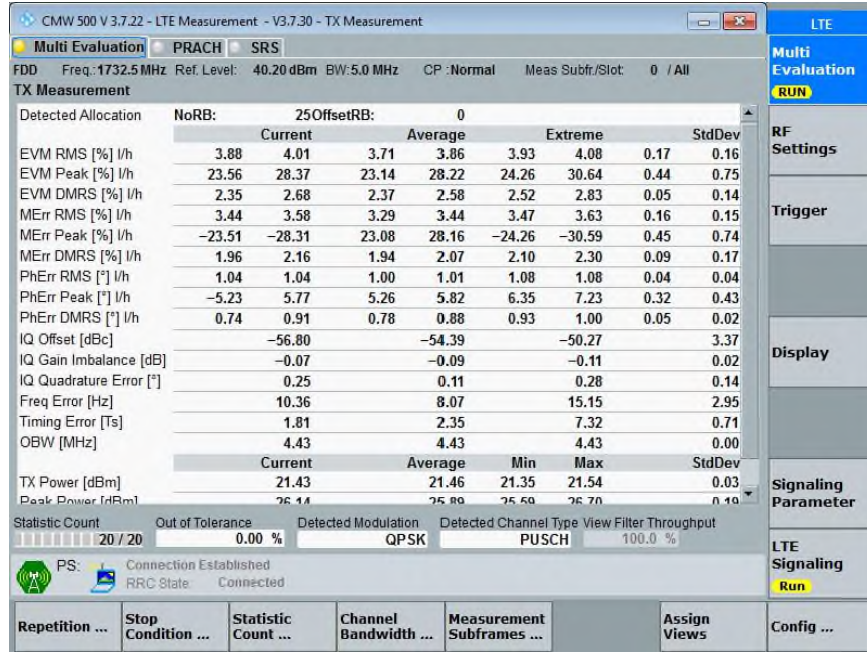 CMW 500 V 3.7.22 - LTE Measurement - V3.7.30 - TX Measurement
LTE
Multi Evaluation PRACH SRS
FDD Freq.:1732.5 MHz Ref. Level: 40.20 dBm BW:5.0 MHz CP :Normal Meas Subfr./Slot: 0 / All
TX Measurement
Detected Allocation NoRB: 25 OffsetRB: 0
Current Average Extreme StdDev
EVM RMS [%] l/h 3.88 4.01 3.71 3.86 3.93 4.08 0.17 0.16
EVM Peak [%] l/h 23.56 28.37 23.14 28.22 24.26 30.64 0.44 0.75
EVM DMRS [%] l/h 2.35 2.68 2.37 2.58 2.52 2.83 0.05 0.14
MErr RMS [%] l/h 3.44 3.58 3.29 3.44 3.47 3.63 0.16 0.15
MErr Peak [%] l/h −23.51 −28.31 23.08 28.16 −24.26 −30.59 0.45 0.74
MErr DMRS [%] l/h 1.96 2.16 1.94 2.07 2.10 2.30 0.09 0.17
PhErr RMS [°] l/h 1.04 1.04 1.00 1.01 1.08 1.08 0.04 0.04
PhErr Peak [°] l/h −5.23 5.77 5.26 5.82 6.35 7.23 0.32 0.43
PhErr DMRS [°] l/h 0.74 0.91 0.78 0.88 0.93 1.00 0.05 0.02
IQ Offset [dBc] −56.80 −54.39 −50.27 3.37
IQ Gain Imbalance [dB] −0.07 −0.09 −0.11 0.02
IQ Quadrature Error [°] 0.25 0.11 0.28 0.14
Freq Error [Hz] 10.36 8.07 15.15 2.95
Timing Error [Ts] 1.81 2.35 7.32 0.71
OBW [MHz] 4.43 4.43 4.43 0.00
Current Average Min Max StdDev
TX Power [dBm] 21.43 21.46 21.35 21.54 0.03
Peak Power [dBm] 26.14 25.89 25.59 26.70 0.19
Statistic Count Out of Tolerance Detected Modulation Detected Channel Type View Filter Throughput
20 / 20 0.00 % QPSK PUSCH 100.0 %
PS: Connection Established
RRC State: Connected
Multi
Evaluation
RUN
RF
Settings
Trigger
Display
Signaling
Parameter
LTE
Signaling
Run
Repetition ...
Stop
Condition ...
Statistic
Count ...
Channel
Bandwidth ...
Measurement
Subframes ...
Assign
Views
Config ...